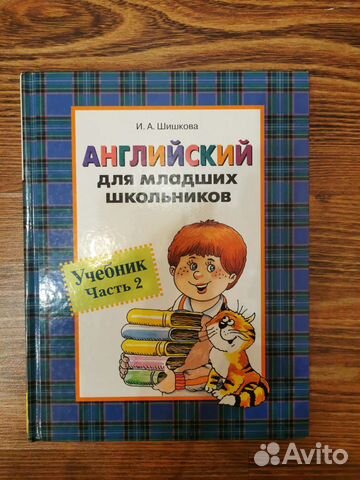 И. А. Шишкова
АНГЛИЙСКИЙ
для младших
школьников
Учебник
Часть 2
Avito